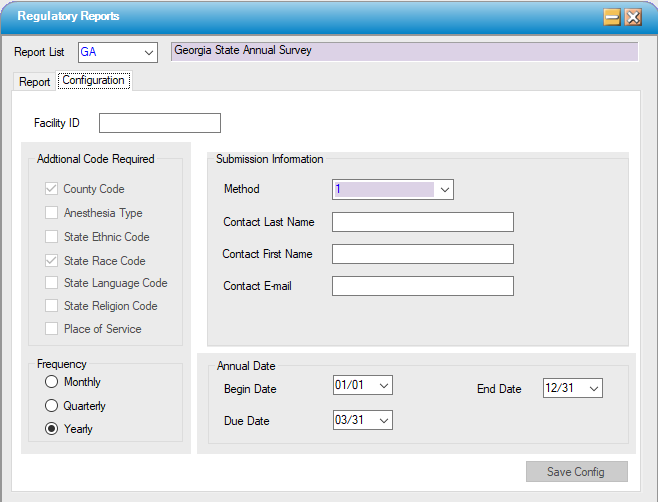 Regulatory Reports
Report List GA Georgia State Annual Survey
Report Configuration
Facility ID
Addtional Code Required
County Code
Anesthesia Type
State Ethnic Code
State Race Code
State Language Code
State Religion Code
Place of Service
Submission Information
Method 1
Contact Last Name
Contact First Name
Contact E-mail
Frequency
Monthly
Quarterly
Yearly
Annual Date
Begin Date 01/01 End Date 12/31
Due Date 03/31
Save Config